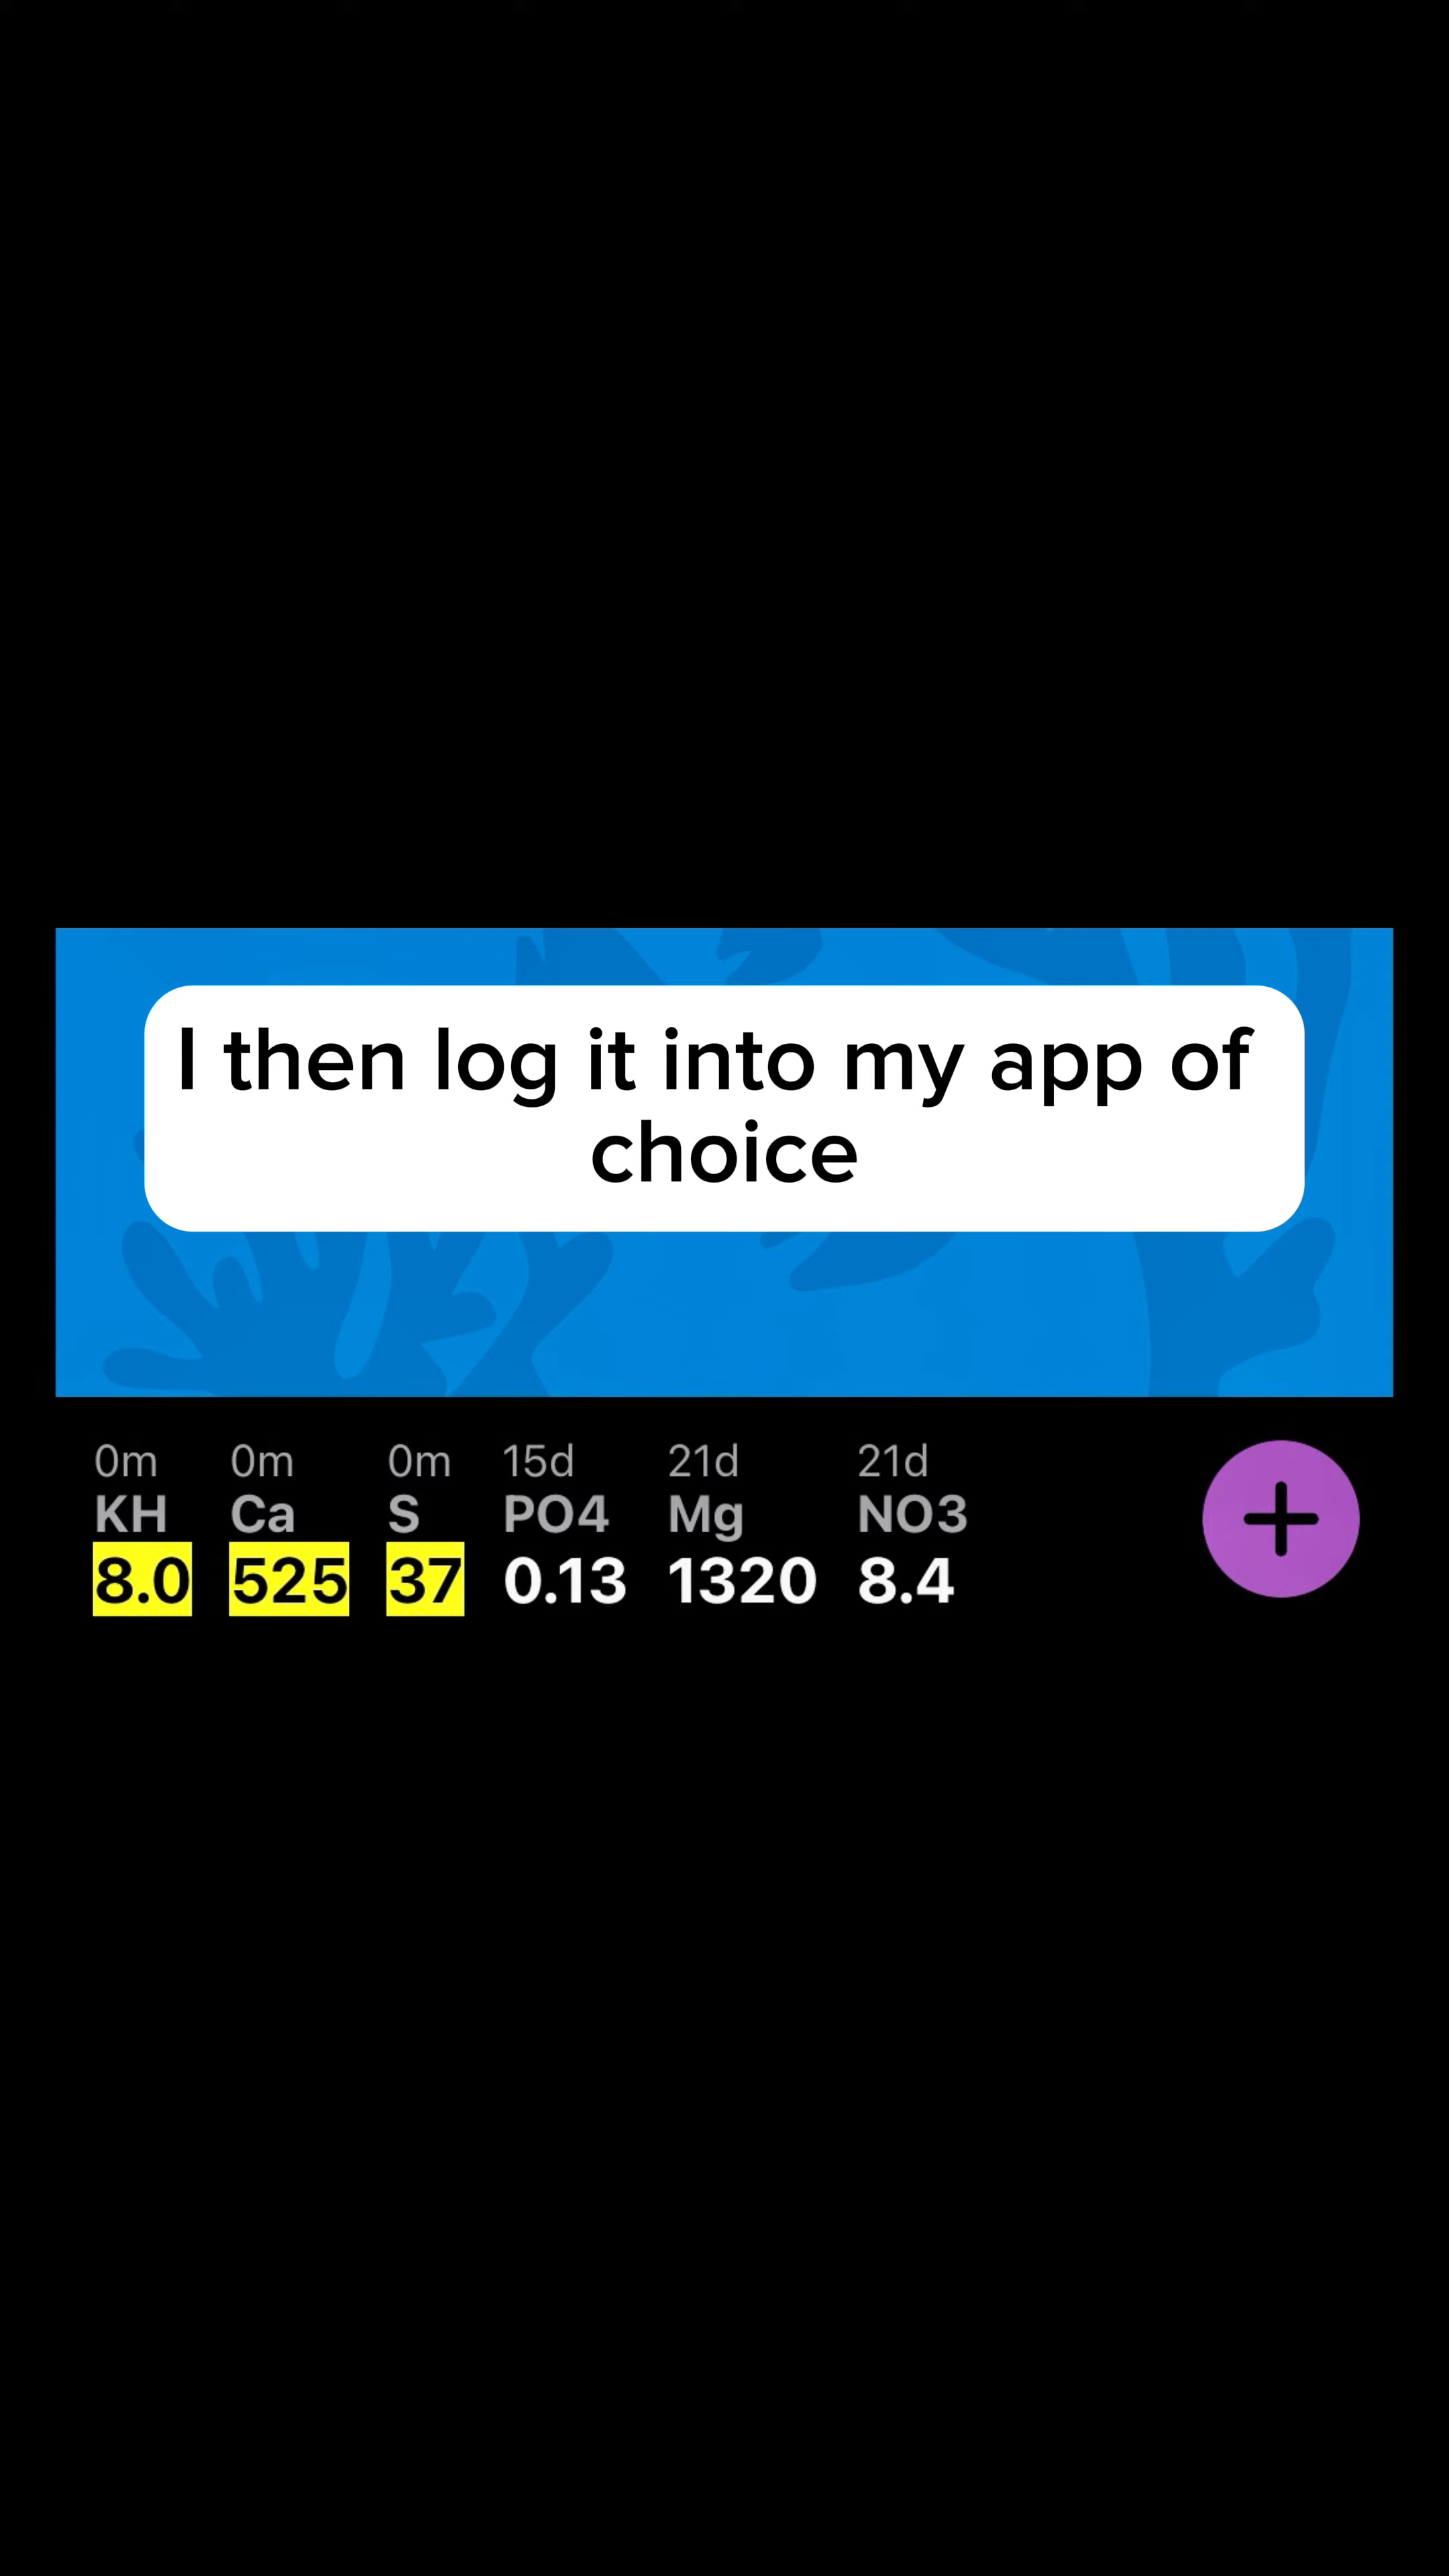 I then log it into my app of
choice
0m 0m 0m 15d 21d 21d
KH Ca S PO4 Mg NO3
8.0 525 37 0.13 1320 8.4